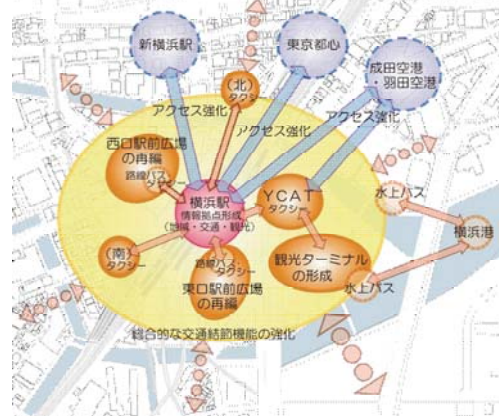 新横浜駅
東京都心
成田空港
・羽田空港
(北)
タクシー
アクセス強化
アクセス強化
アクセス強化
西口駅前広場
の再編
路線バス
タクシー
横浜駅
情報拠点形成
(地域・交通・観光)
YCAT
タクシー
水上バス
横浜港
(南)
タクシー
路線バス・
タクシー
東口駅前広場
の再編
観光ターミナル
の形成
水上バス
総合的な交通結節機能の強化